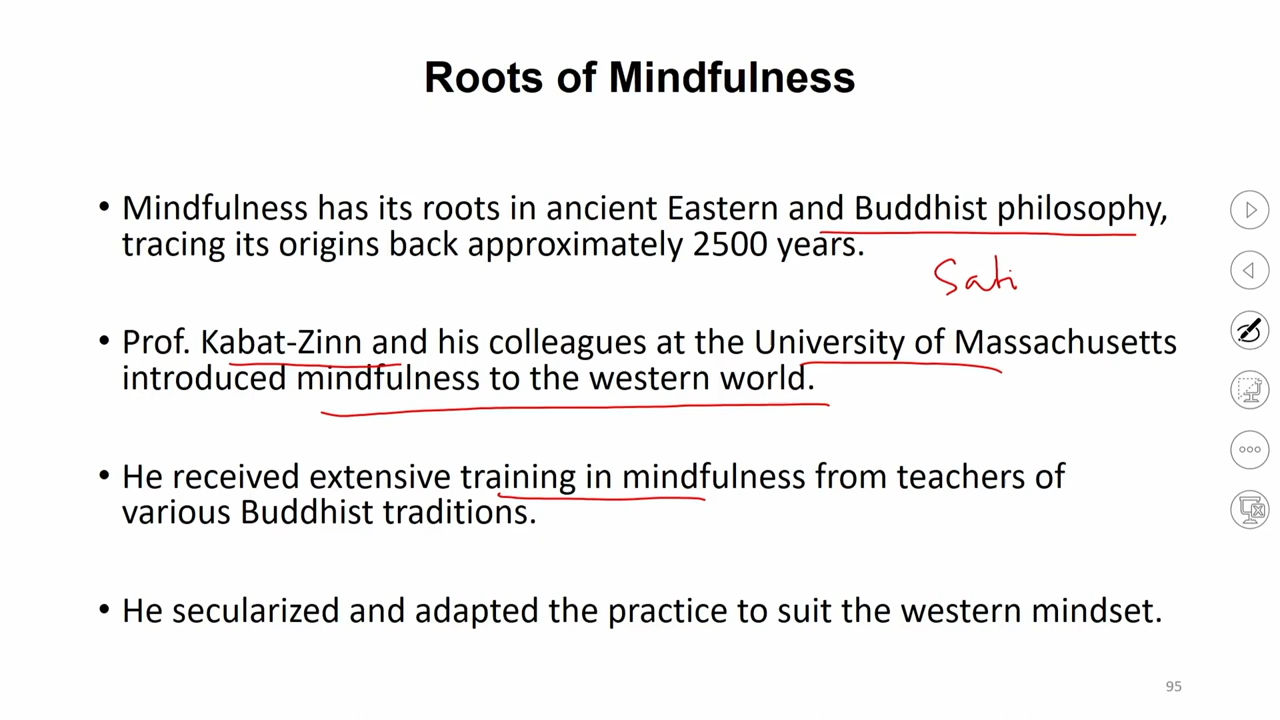 Roots of Mindfulness
• Mindfulness has its roots in ancient Eastern and Buddhist philosophy,
tracing its origins back approximately 2500 years.
Sati
• Prof. Kabat-Zinn and his colleagues at the University of Massachusetts
introduced mindfulness to the western world.
• He received extensive training in mindfulness from teachers of
various Buddhist traditions.
• He secularized and adapted the practice to suit the western mindset.
95